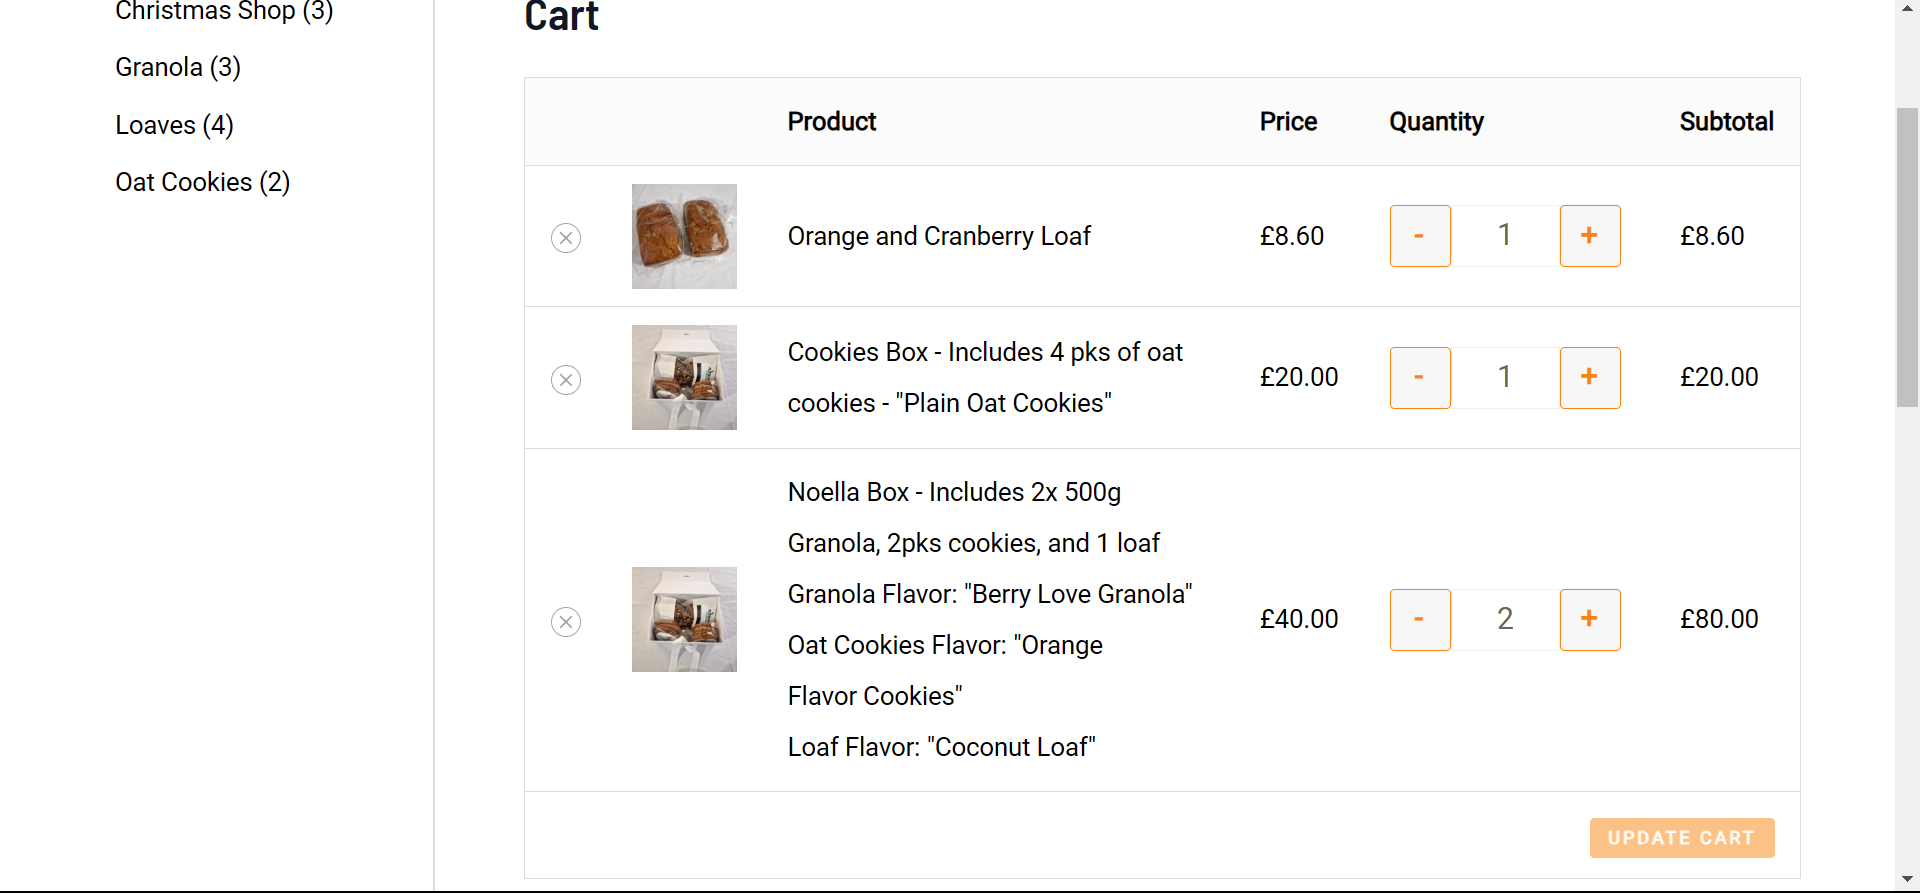 Christmas Shop (3)
Granola (3)
Loaves (4)
Oat Cookies (2)
Cart
Product Price Quantity Subtotal
Orange and Cranberry Loaf £8.60 - 1 + £8.60
Cookies Box - Includes 4 pks of oat
cookies - "Plain Oat Cookies" £20.00 - 1 + £20.00
Noella Box - Includes 2x 500g
Granola, 2pks cookies, and 1 loaf
Granola Flavor: "Berry Love Granola"
Oat Cookies Flavor: "Orange
Flavor Cookies"
Loaf Flavor: "Coconut Loaf"
£40.00 - 2 + £80.00
UPDATE CART